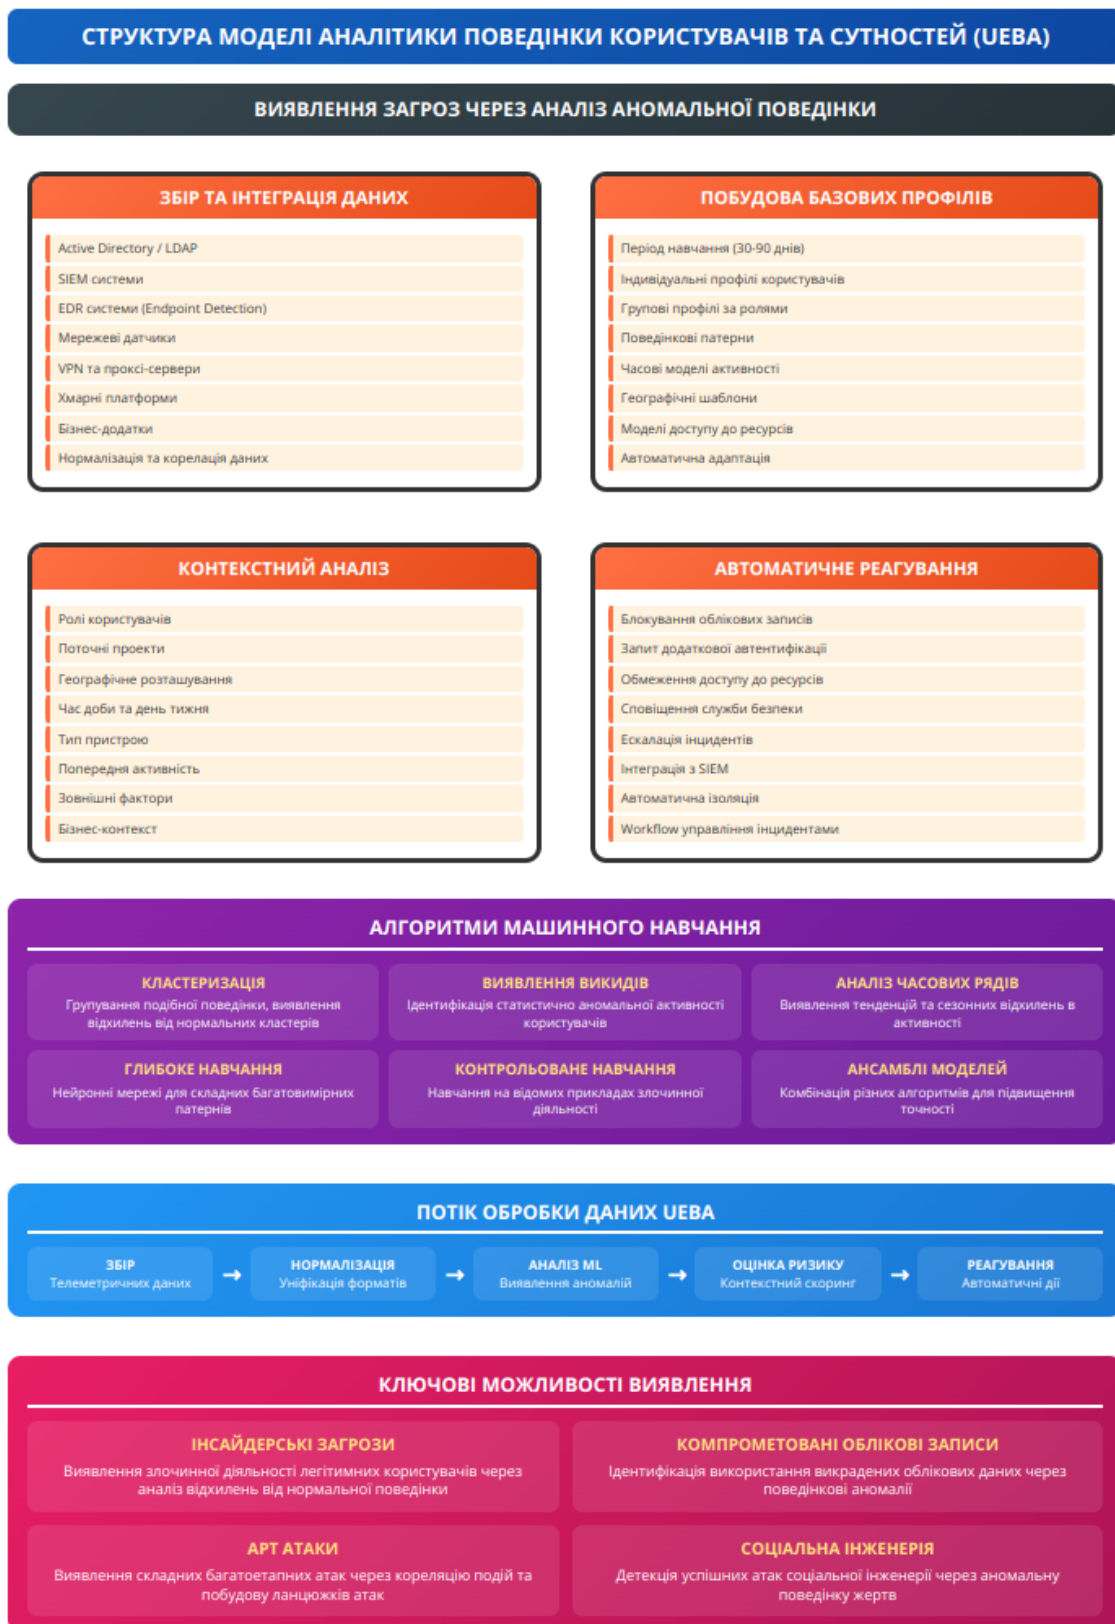 СТРУКТУРА МОДЕЛІ АНАЛІТИКИ ПОВЕДІНКИ КОРИСТУВАЧІВ ТА СУТНОСТЕЙ (UEBA)
ВИЯВЛЕННЯ ЗАГРОЗ ЧЕРЕЗ АНАЛІЗ АНОМАЛЬНОЇ ПОВЕДІНКИ
ЗБІР ТА ІНТЕГРАЦІЯ ДАНИХ
Active Directory / LDAP
SIEM системи
EDR системи (Endpoint Detection)
Мережеві датчики
VPN та проксі-сервери
Хмарні платформи
Бізнес-додатки
Нормалізація та корелація даних
ПОБУДОВА БАЗОВИХ ПРОФІЛІВ
Період навчання (30-90 днів)
Індивідуальні профілі користувачів
Групові профілі за ролями
Поведінкові патерни
Часові моделі активності
Географічні шаблони
Моделі доступу до ресурсів
Автоматична адаптація
КОНТЕКСТНИЙ АНАЛІЗ
Ролі користувачів
Поточні проекти
Географічне розташування
Час доби та день тижня
Тип пристрою
Попередня активність
Зовнішні фактори
Бізнес-контекст
АВТОМАТИЧНЕ РЕАГУВАННЯ
Блокування облікових записів
Запит додаткової автентифікації
Обмеження доступу до ресурсів
Сповіщення служби безпеки
Ескалація інцидентів
Інтеграція з SIEM
Автоматична ізоляція
Workflow управління інцидентами
АЛГОРИТМИ МАШИННОГО НАВЧАННЯ
КЛАСТЕРИЗАЦІЯ
Групування подібної поведінки, виявлення
відхилень від нормальних кластерів
ВИЯВЛЕННЯ ВИКИДІВ
Ідентифікація статистично аномальної активності
користувачів
АНАЛІЗ ЧАСОВИХ РЯДІВ
Виявлення тенденцій та сезонних відхилень в
активності
ГЛИБОКЕ НАВЧАННЯ
Нейронні мережі для складних багатовимірних
патернів
КОНТРОЛЬОВАНЕ НАВЧАННЯ
Навчання на відомих прикладах злочинної
діяльності
АНСАМБЛІ МОДЕЛЕЙ
Комбінація різних алгоритмів для підвищення
точності
ПОТІК ОБРОБКИ ДАНИХ UEBA
ЗБІР
Телеметричних даних
→
НОРМАЛІЗАЦІЯ
Уніфікація форматів
→
АНАЛІЗ ML
Виявлення аномалій
→
ОЦІНКА РИЗИКУ
Контекстний скоринг
→
РЕАГУВАННЯ
Автоматичні дії
КЛЮЧОВІ МОЖЛИВОСТІ ВИЯВЛЕННЯ
ІНСАЙДЕРСЬКІ ЗАГРОЗИ
Виявлення злочинної діяльності легітимних користувачів через
аналіз відхилень від нормальної поведінки
КОМПРОМЕТОВАНІ ОБЛІКОВІ ЗАПИСИ
Ідентифікація використання викрадених облікових даних через
поведінкові аномалії
APT АТАКИ
Виявлення складних багатоетапних атак через кореляцію подій та
побудову ланцюжків атак
СОЦІАЛЬНА ІНЖЕНЕРІЯ
Детекція успішних атак соціальної інженерії через аномальну
поведінку жертв